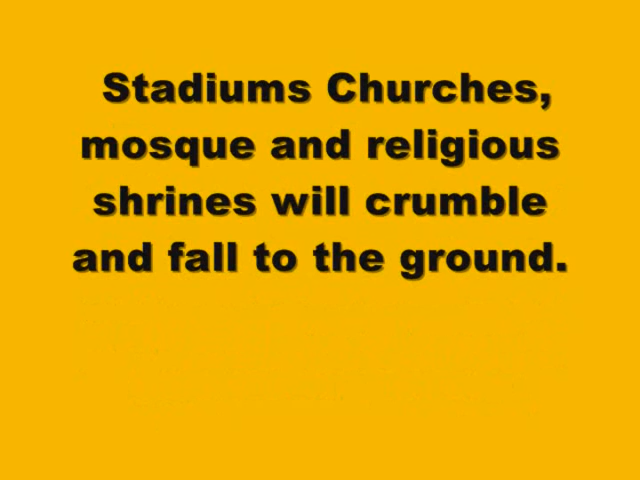 Stadiums Churches,
mosque and religious
shrines will crumble
and fall to the ground.